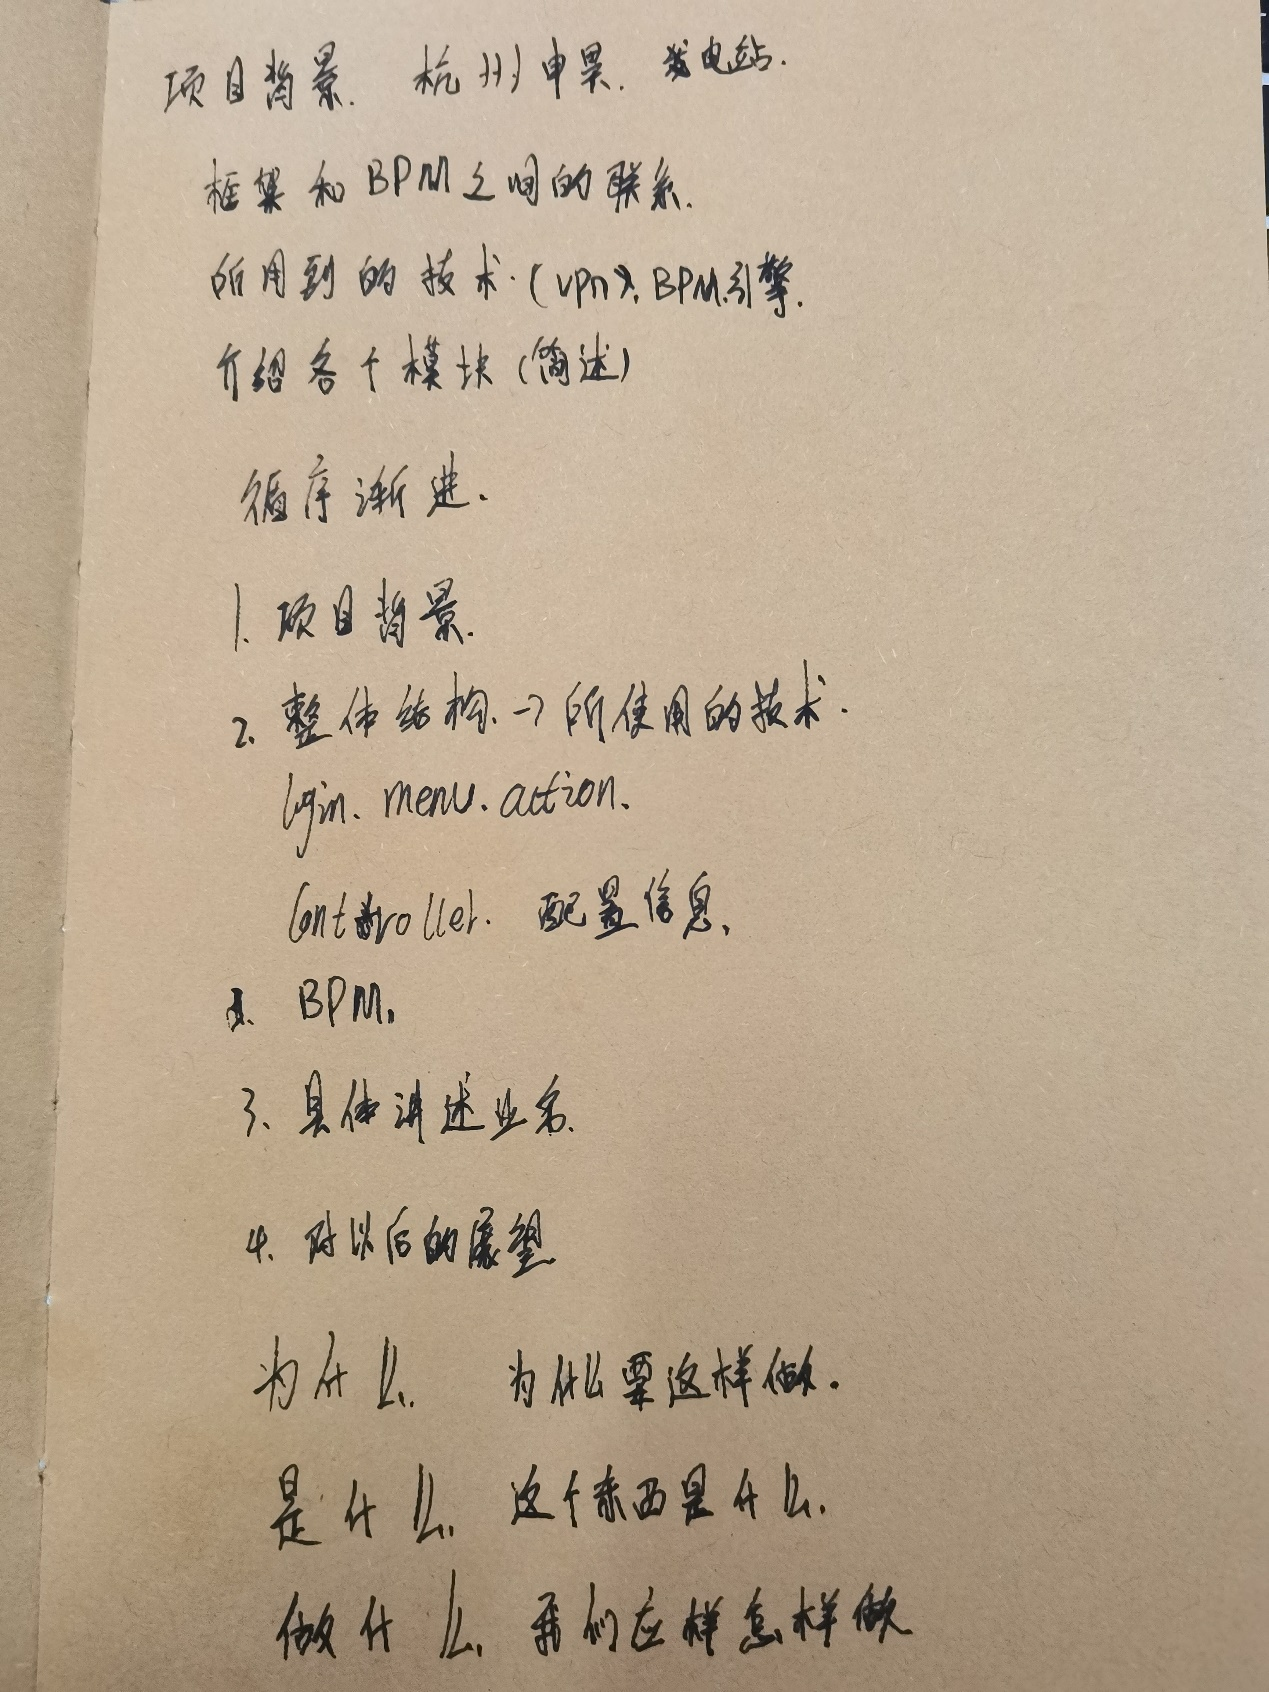 项目背景. 杭州申昊. 发电站.
框架和BPM之间的联系.
所用到的技术.(vpn)、BPM引擎.
介绍各个模块(简述)
循序渐进.
1. 项目背景.
2. 整体结构.→所使用的技术.
login. menu. action.
Controller. 配置信息.
BPM.
3. 具体讲述业务.
4. 对以后的展望
为什么. 为什么要这样做.
是什么. 这个东西是什么.
做什么. 我们应样怎样做